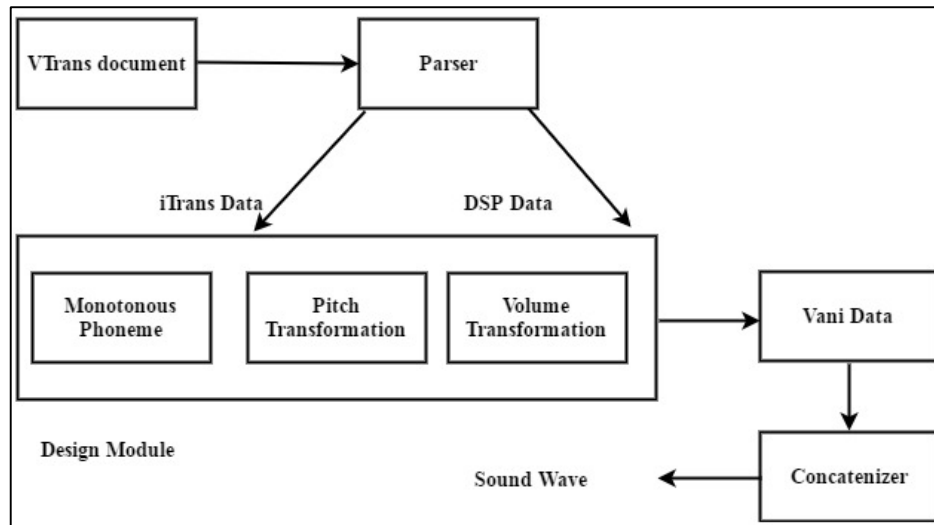 VTrans document
Parser
iTrans Data
DSP Data
Monotonous
Phoneme
Pitch
Transformation
Volume
Transformation
Vani Data
Design Module
Sound Wave
Concatenizer